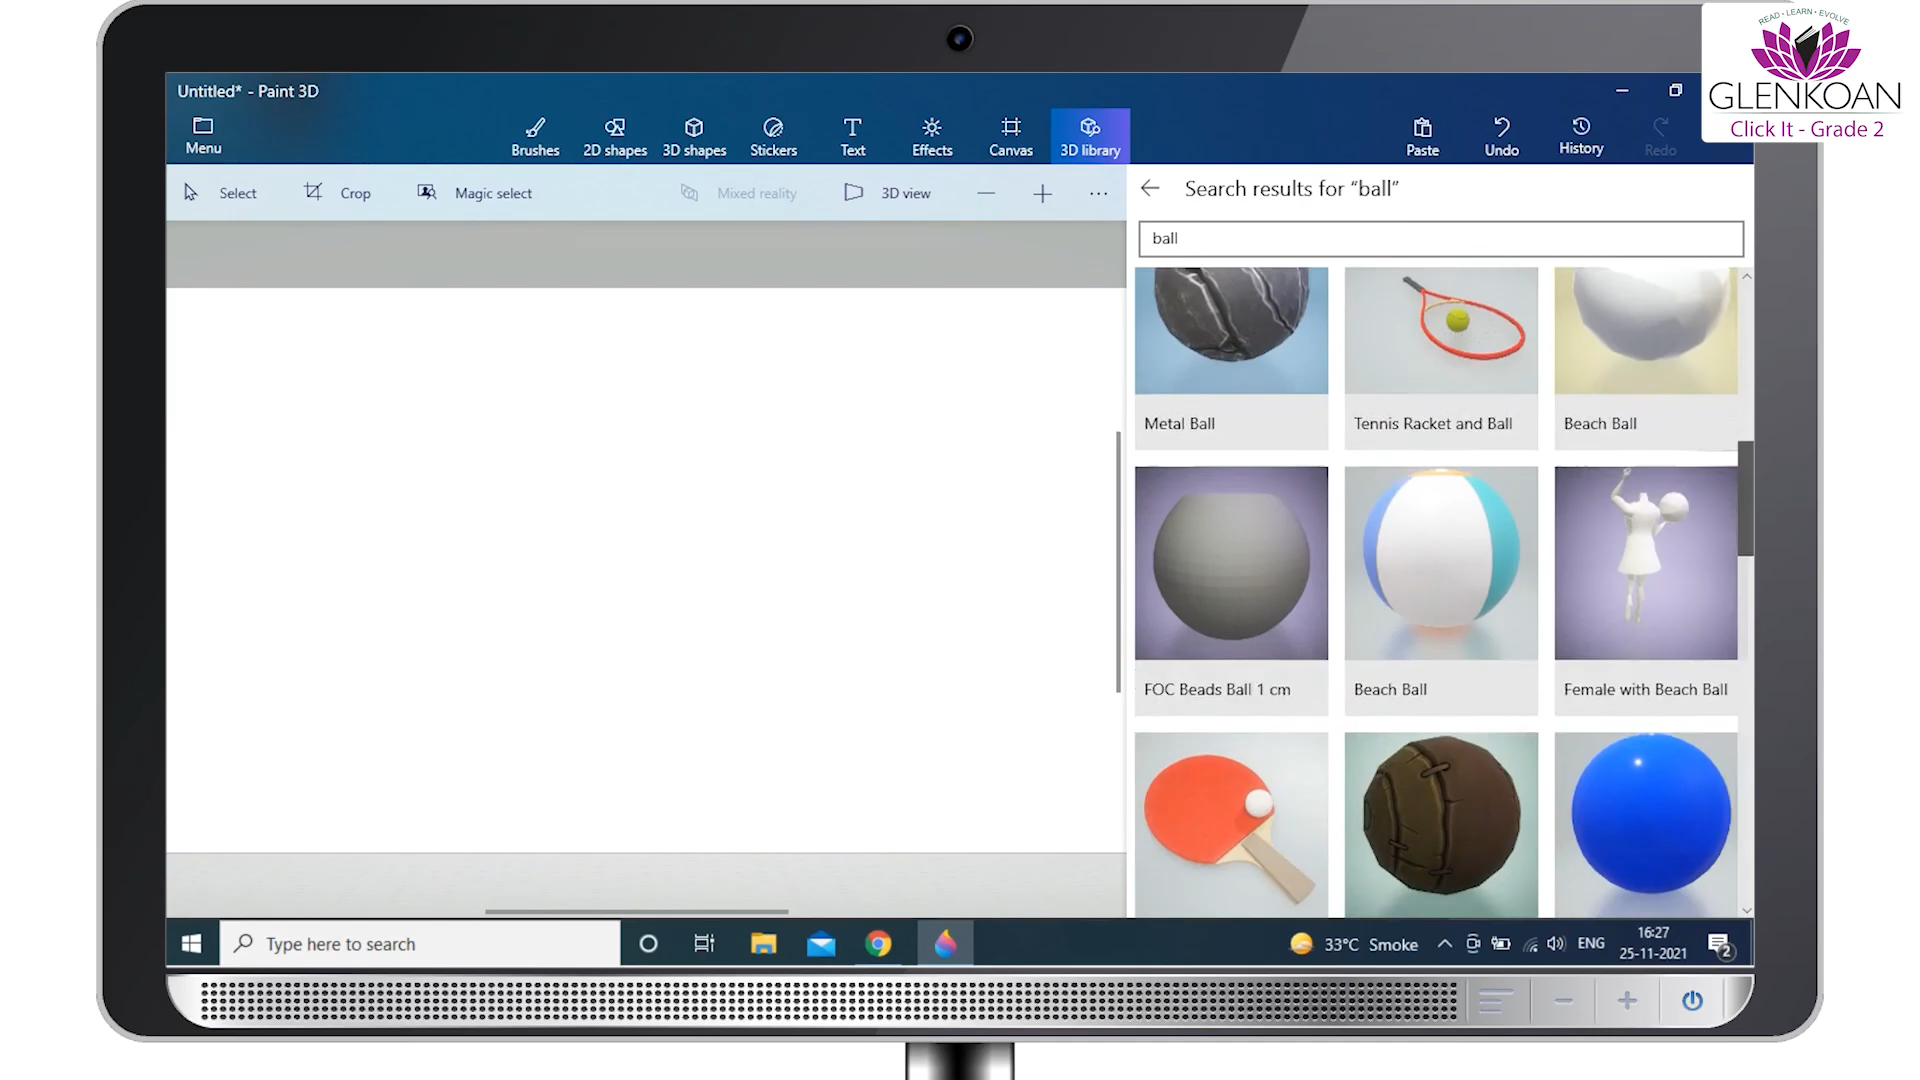 READ • LEARN • EVOLVE
GLENKOAN
Click It - Grade 2
Untitled* - Paint 3D
Menu
Brushes
2D shapes
3D shapes
Stickers
Text
Effects
Canvas
3D library
Paste
Undo
History
Redo
Select
Crop
Magic select
Mixed reality
3D view
Search results for “ball”
ball
Metal Ball
Tennis Racket and Ball
Beach Ball
FOC Beads Ball 1 cm
Beach Ball
Female with Beach Ball
Type here to search
33°C Smoke
ENG
16:27
25-11-2021
2